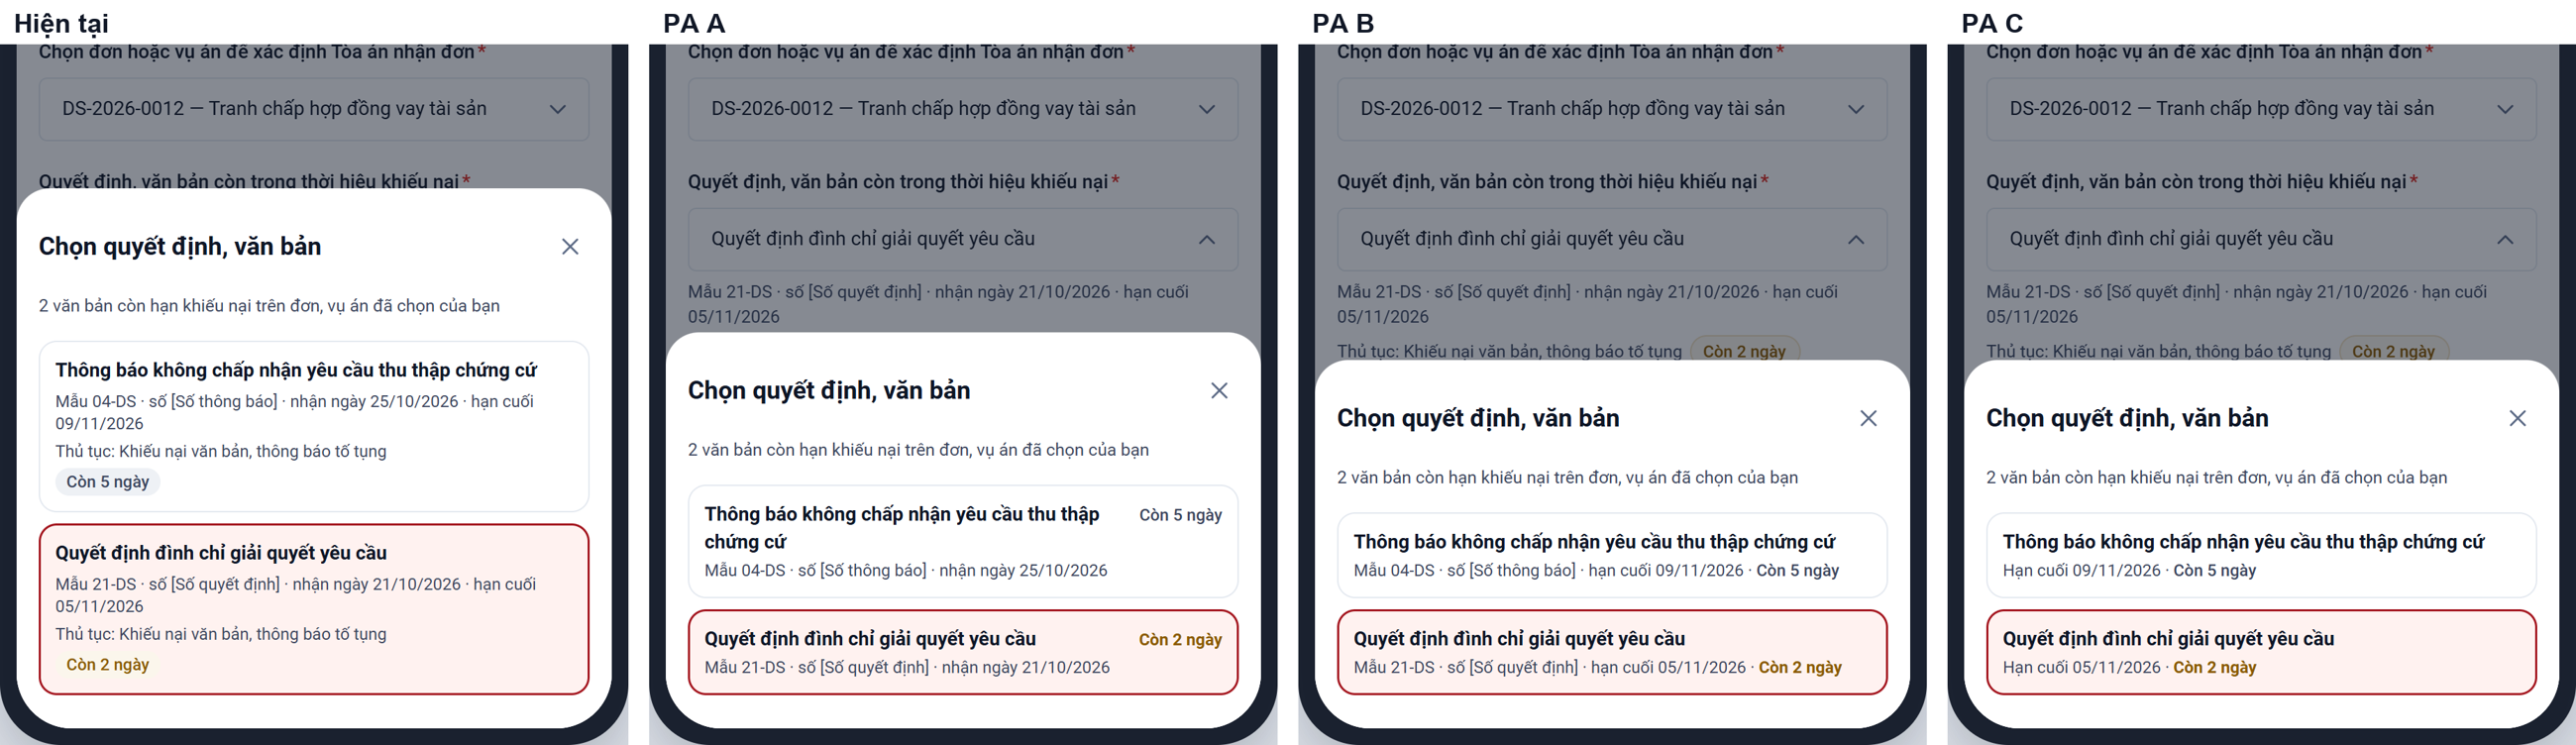 Hiện tại
Chọn đơn hoặc vụ án để xác định Tòa án nhận đơn*
DS-2026-0012 — Tranh chấp hợp đồng vay tài sản
Quyết định, văn bản còn trong thời hiệu khiếu nại*
Chọn quyết định, văn bản
2 văn bản còn hạn khiếu nại trên đơn, vụ án đã chọn của bạn
Thông báo không chấp nhận yêu cầu thu thập chứng cứ
Mẫu 04-DS · số [Số thông báo] · nhận ngày 25/10/2026 · hạn cuối
09/11/2026
Thủ tục: Khiếu nại văn bản, thông báo tố tụng
Còn 5 ngày
Quyết định đình chỉ giải quyết yêu cầu
Mẫu 21-DS · số [Số quyết định] · nhận ngày 21/10/2026 · hạn cuối
05/11/2026
Thủ tục: Khiếu nại văn bản, thông báo tố tụng
Còn 2 ngày
PA A
Chọn đơn hoặc vụ án để xác định Tòa án nhận đơn*
DS-2026-0012 — Tranh chấp hợp đồng vay tài sản
Quyết định, văn bản còn trong thời hiệu khiếu nại*
Quyết định đình chỉ giải quyết yêu cầu
Mẫu 21-DS · số [Số quyết định] · nhận ngày 21/10/2026 · hạn cuối
05/11/2026
Chọn quyết định, văn bản
2 văn bản còn hạn khiếu nại trên đơn, vụ án đã chọn của bạn
Thông báo không chấp nhận yêu cầu thu thập Còn 5 ngày
chứng cứ
Mẫu 04-DS · số [Số thông báo] · nhận ngày 25/10/2026
Quyết định đình chỉ giải quyết yêu cầu Còn 2 ngày
Mẫu 21-DS · số [Số quyết định] · nhận ngày 21/10/2026
PA B
Chọn đơn hoặc vụ án để xác định Tòa án nhận đơn*
DS-2026-0012 — Tranh chấp hợp đồng vay tài sản
Quyết định, văn bản còn trong thời hiệu khiếu nại*
Quyết định đình chỉ giải quyết yêu cầu
Mẫu 21-DS · số [Số quyết định] · nhận ngày 21/10/2026 · hạn cuối
05/11/2026
Thủ tục: Khiếu nại văn bản, thông báo tố tụng Còn 2 ngày
Chọn quyết định, văn bản
2 văn bản còn hạn khiếu nại trên đơn, vụ án đã chọn của bạn
Thông báo không chấp nhận yêu cầu thu thập chứng cứ
Mẫu 04-DS · số [Số thông báo] · hạn cuối 09/11/2026 · Còn 5 ngày
Quyết định đình chỉ giải quyết yêu cầu
Mẫu 21-DS · số [Số quyết định] · hạn cuối 05/11/2026 · Còn 2 ngày
PA C
Chọn đơn hoặc vụ án để xác định Tòa án nhận đơn*
DS-2026-0012 — Tranh chấp hợp đồng vay tài sản
Quyết định, văn bản còn trong thời hiệu khiếu nại*
Quyết định đình chỉ giải quyết yêu cầu
Mẫu 21-DS · số [Số quyết định] · nhận ngày 21/10/2026 · hạn cuối
05/11/2026
Thủ tục: Khiếu nại văn bản, thông báo tố tụng Còn 2 ngày
Chọn quyết định, văn bản
2 văn bản còn hạn khiếu nại trên đơn, vụ án đã chọn của bạn
Thông báo không chấp nhận yêu cầu thu thập chứng cứ
Hạn cuối 09/11/2026 · Còn 5 ngày
Quyết định đình chỉ giải quyết yêu cầu
Hạn cuối 05/11/2026 · Còn 2 ngày